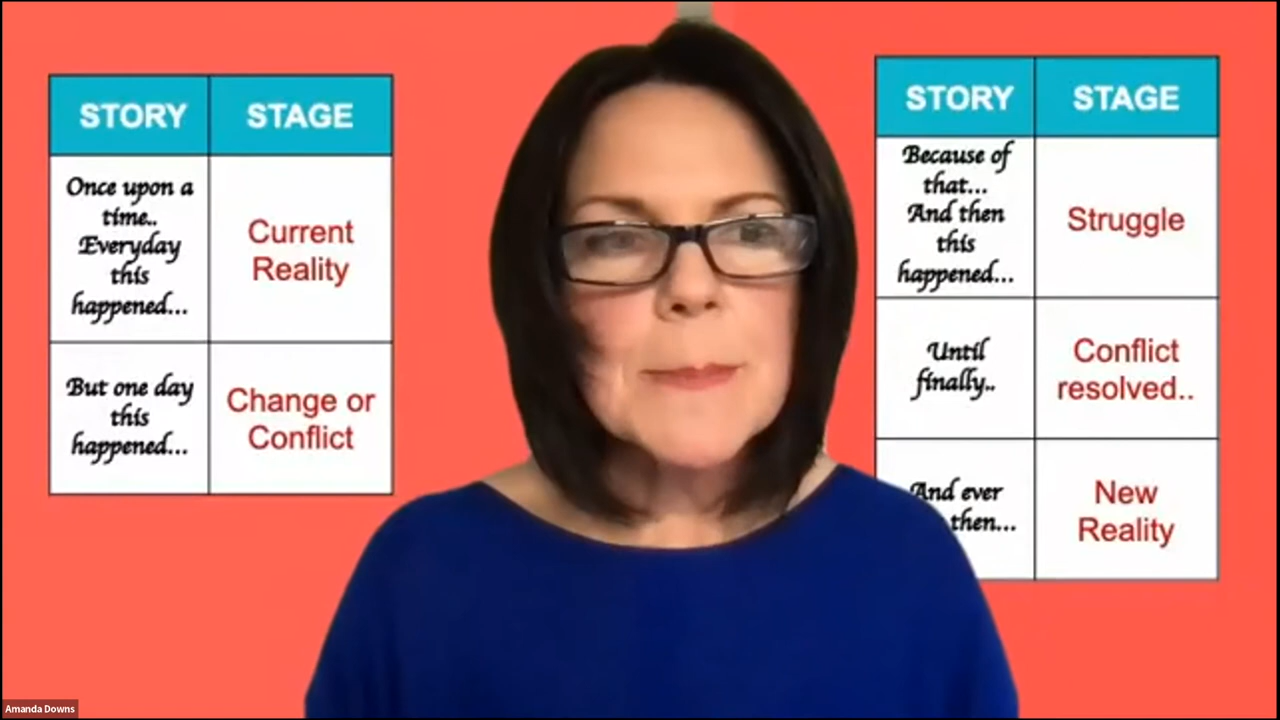 STORY STAGE
Once upon a
time..
Everyday
this
happened...
Current
Reality
But one day
this
happened...
Change or
Conflict
STORY STAGE
Because of
that...
And then
this
happened...
Struggle
Until
finally..
Conflict
resolved..
And ever
then...
New
Reality
Amanda Downs